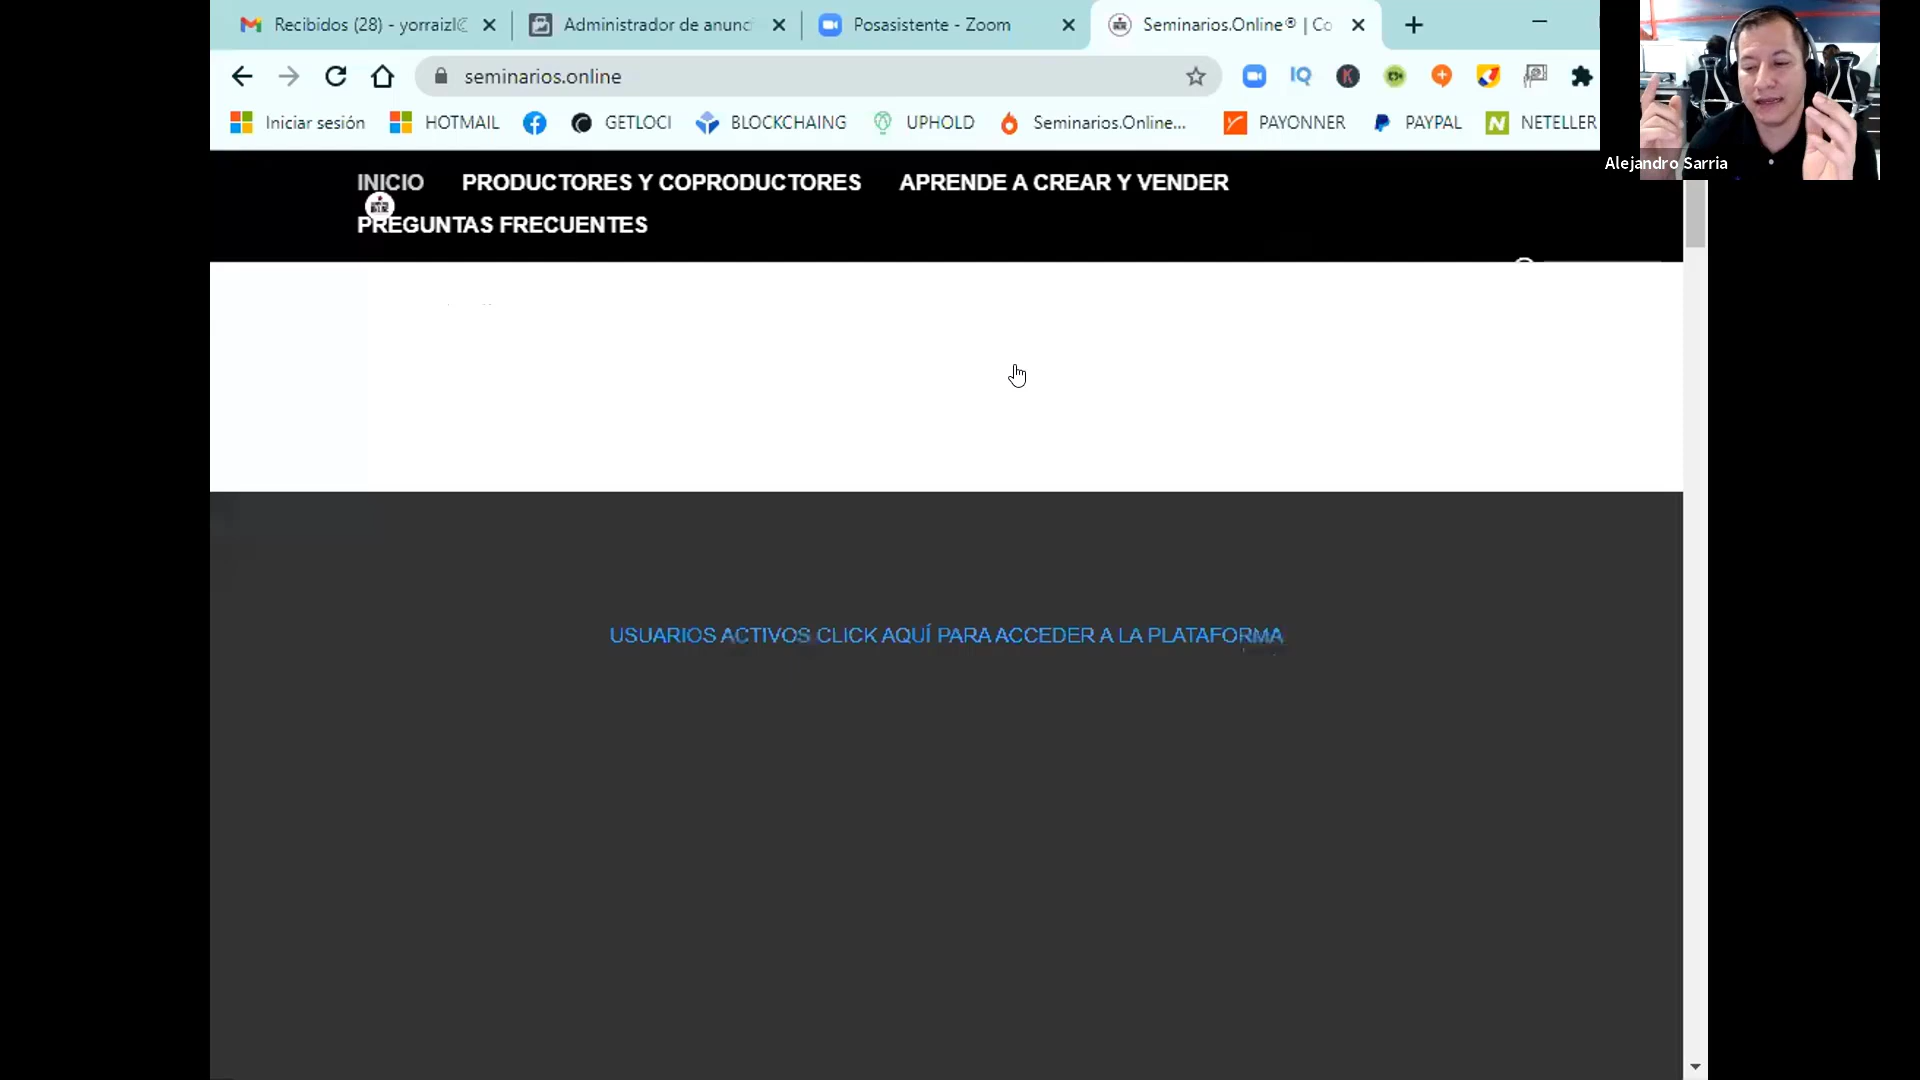 Recibidos (28) - yorraizl@
Administrador de anunc
Posasistente - Zoom
Seminarios.Online® | Co
seminarios.online
IQ
Iniciar sesión
HOTMAIL
GETLOCI
BLOCKCHAING
UPHOLD
Seminarios.Online...
PAYONNER
PAYPAL
NETELLER
Alejandro Sarria
INICIO
PRODUCTORES Y COPRODUCTORES
APRENDE A CREAR Y VENDER
PREGUNTAS FRECUENTES
USUARIOS ACTIVOS CLICK AQUÍ PARA ACCEDER A LA PLATAFORMA